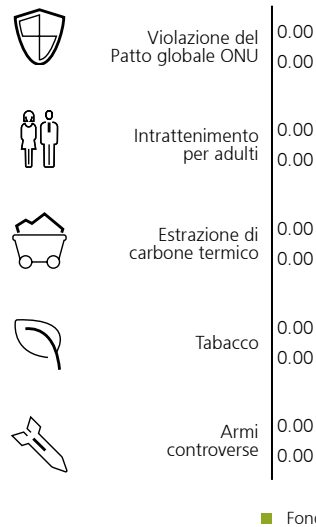 Violazione del
Patto globale ONU
0.00
0.00
Intrattenimento
per adulti
0.00
0.00
Estrazione di
carbone termico
0.00
0.00
Tabacco
0.00
0.00
Armi
controverse
0.00
0.00